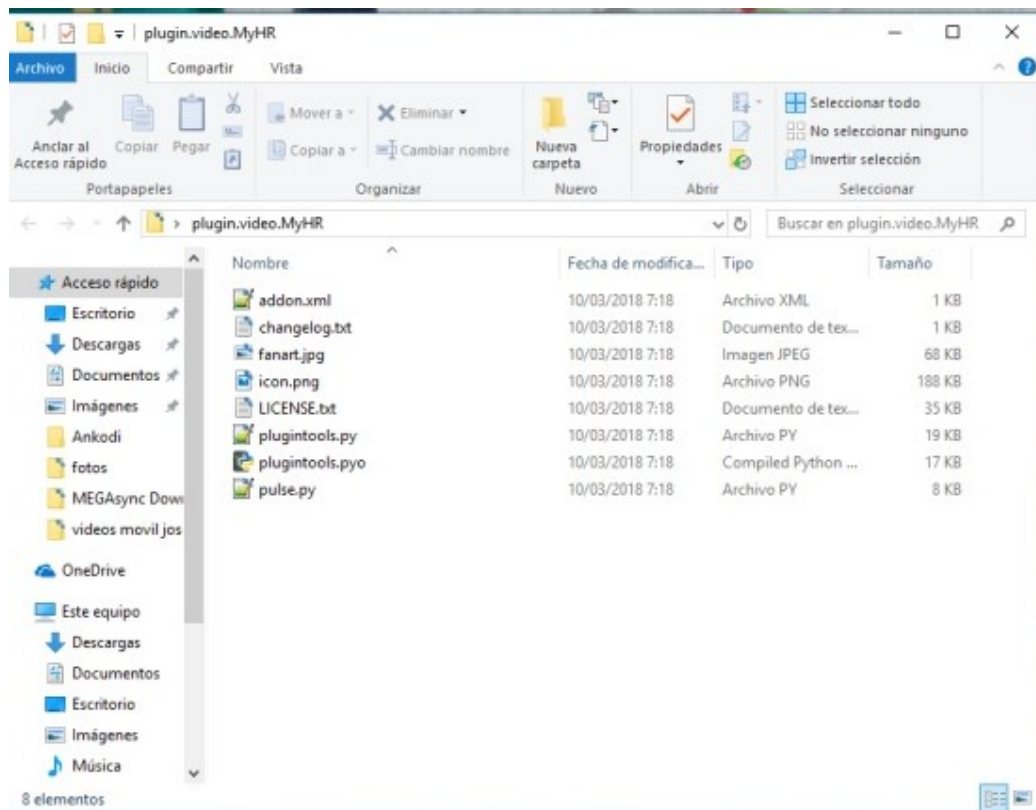 plugin.video.MyHR
Archivo Inicio Compartir Vista
Anclar al Acceso rápido
Copiar
Pegar
Portapapeles
Mover a
Copiar a
Eliminar
Cambiar nombre
Organizar
Nueva carpeta
Nuevo
Propiedades
Abrir
Seleccionar todo
No seleccionar ninguno
Invertir selección
Seleccionar
plugin.video.MyHR
Buscar en plugin.video.MyHR
Acceso rápido
Escritorio
Descargas
Documentos
Imágenes
Ankodi
fotos
MEGAsync Dow
videos movil jos
OneDrive
Este equipo
Descargas
Documentos
Escritorio
Imágenes
Música
Nombre Fecha de modifica... Tipo Tamaño
addon.xml 10/03/2018 7:18 Archivo XML 1 KB
changelog.txt 10/03/2018 7:18 Documento de tex... 1 KB
fanart.jpg 10/03/2018 7:18 Imagen JPEG 68 KB
icon.png 10/03/2018 7:18 Archivo PNG 188 KB
LICENSE.txt 10/03/2018 7:18 Documento de tex... 35 KB
plugintools.py 10/03/2018 7:18 Archivo PY 19 KB
plugintools.pyo 10/03/2018 7:18 Compiled Python ... 17 KB
pulse.py 10/03/2018 7:18 Archivo PY 8 KB
8 elementos